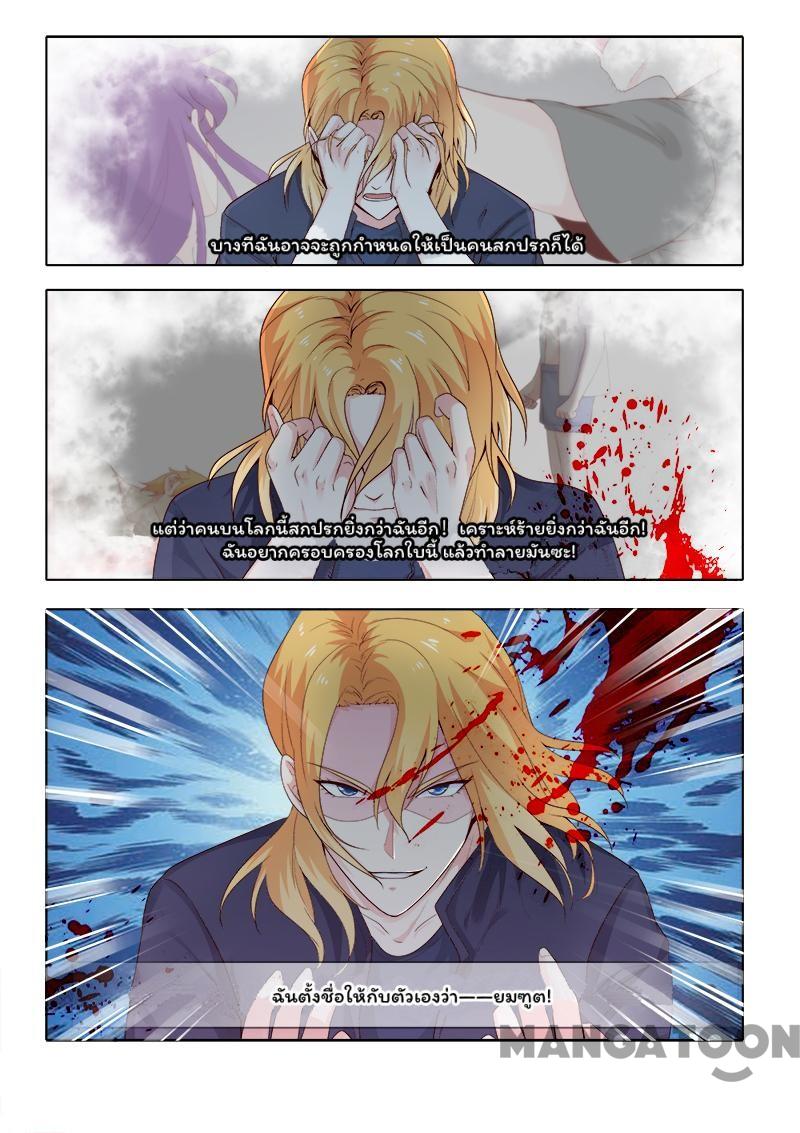 บางทีฉันอาจจะถูกกำหนดให้เป็นคนสกปรกก็ได้
แต่ว่าคนบนโลกนี้สกปรกยิ่งกว่าฉันอีก! เคราะห์ร้ายยิ่งกว่าฉันอีก!
ฉันอยากครอบครองโลกใบนี้ แล้วทำลายมันซะ!
ฉันตั้งชื่อให้กับตัวเองว่า——ยมฑูต!
MANGATOON